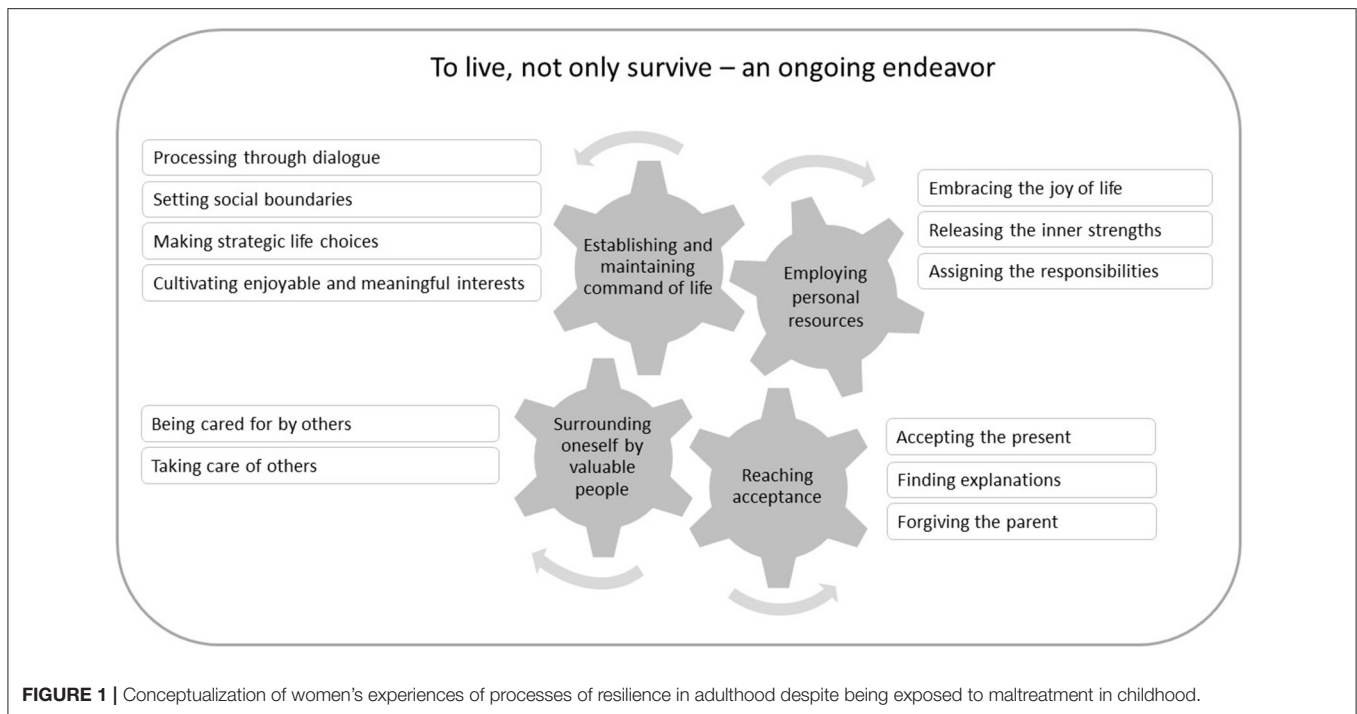 To live, not only survive – an ongoing endeavor
Processing through dialogue
Setting social boundaries
Making strategic life choices
Cultivating enjoyable and meaningful interests
Establishing and
maintaining
command of life
Employing
personal
resources
Embracing the joy of life
Releasing the inner strengths
Assigning the responsibilities
Being cared for by others
Taking care of others
Surrounding
oneself by
valuable
people
Reaching
acceptance
Accepting the present
Finding explanations
Forgiving the parent
FIGURE 1 | Conceptualization of women's experiences of processes of resilience in adulthood despite being exposed to maltreatment in childhood.